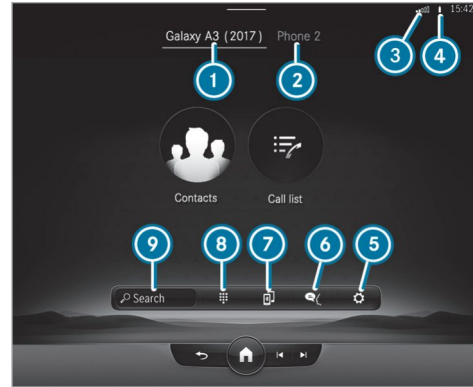 15:42
Galaxy A3 (2017) Phone 2
3 4
1 2
Contacts Call list
9 8 7 6 5
Search